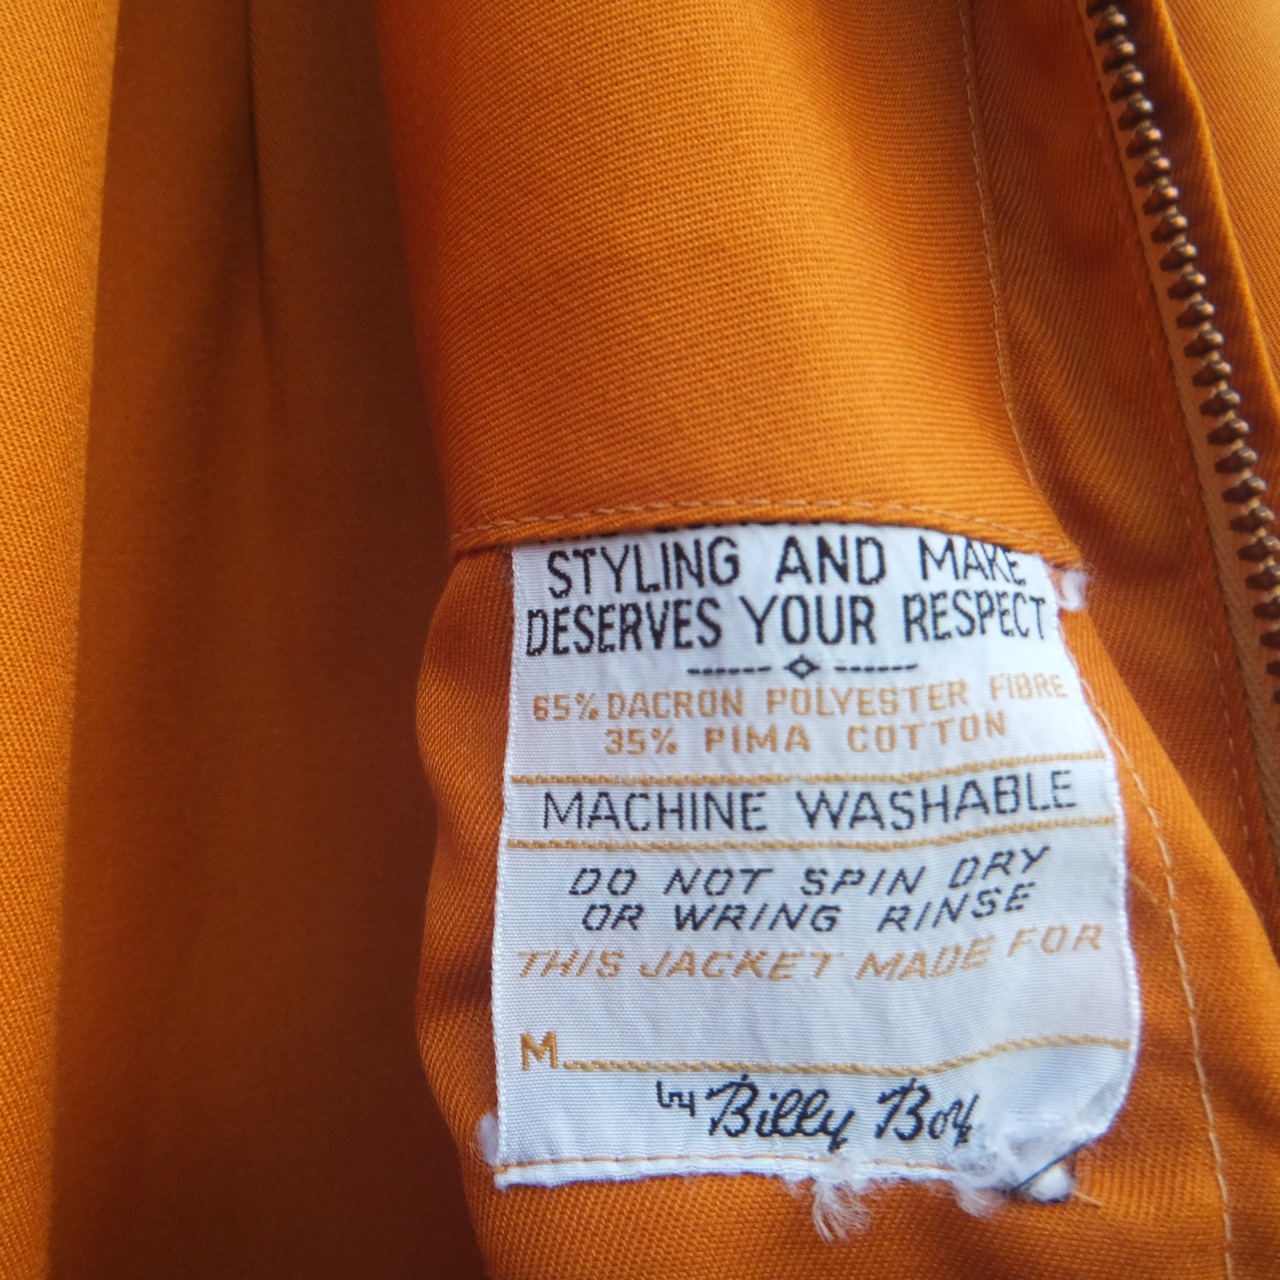 STYLING AND MAKE
DESERVES YOUR RESPECT
65% DACRON POLYESTER FIBRE
35% PIMA COTTON
MACHINE WASHABLE
DO NOT SPIN DRY
OR WRING RINSE
THIS JACKET MADE FOR
M
by Billy Boy